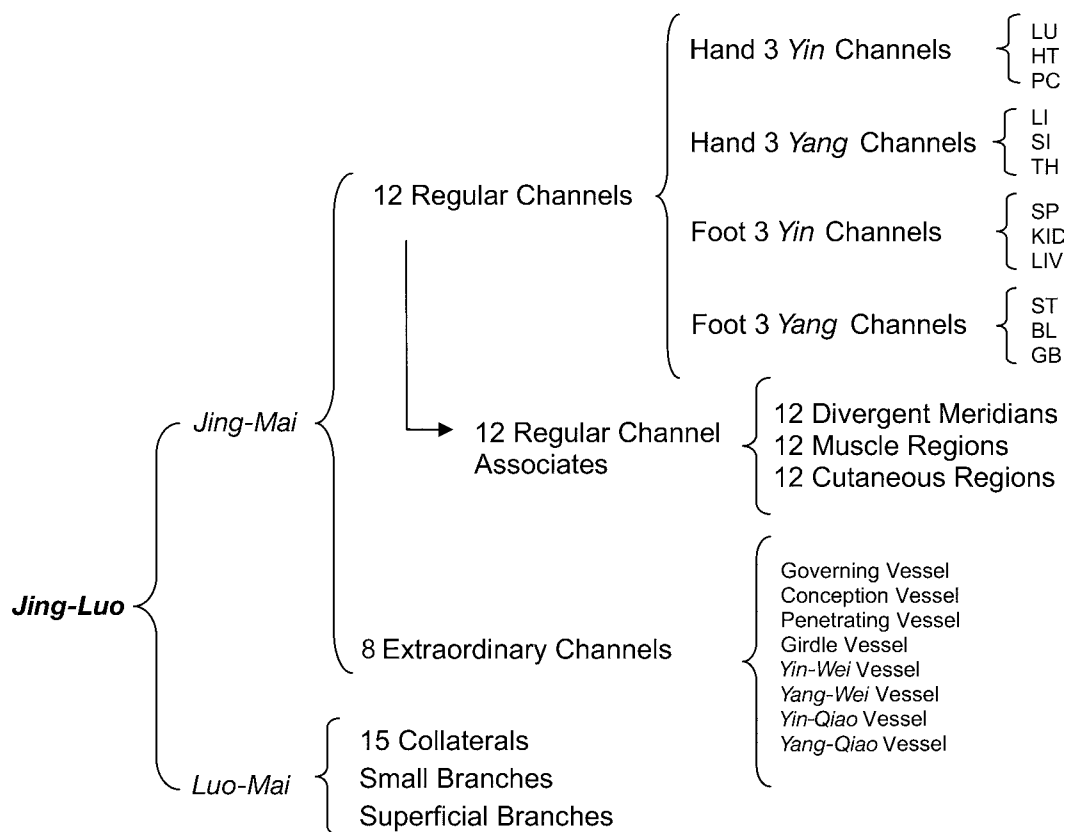 Jing-Luo
Jing-Mai
12 Regular Channels
Hand 3 Yin Channels
LU
HT
PC
Hand 3 Yang Channels
LI
SI
TH
Foot 3 Yin Channels
SP
KID
LIV
Foot 3 Yang Channels
ST
BL
GB
12 Regular Channel
Associates
12 Divergent Meridians
12 Muscle Regions
12 Cutaneous Regions
8 Extraordinary Channels
Governing Vessel
Conception Vessel
Penetrating Vessel
Girdle Vessel
Yin-Wei Vessel
Yang-Wei Vessel
Yin-Qiao Vessel
Yang-Qiao Vessel
Luo-Mai
15 Collaterals
Small Branches
Superficial Branches